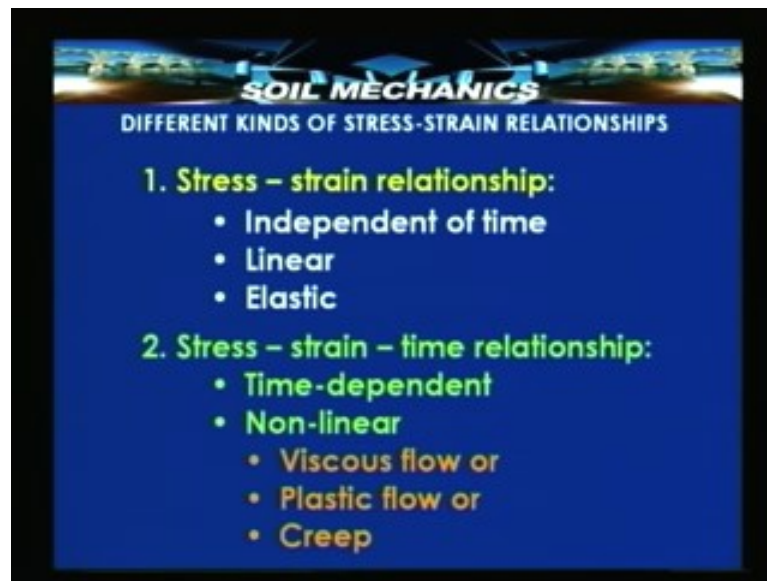 SOIL MECHANICS
DIFFERENT KINDS OF STRESS-STRAIN RELATIONSHIPS
1. Stress – strain relationship:
• Independent of time
• Linear
• Elastic
2. Stress – strain – time relationship:
• Time-dependent
• Non-linear
• Viscous flow or
• Plastic flow or
• Creep